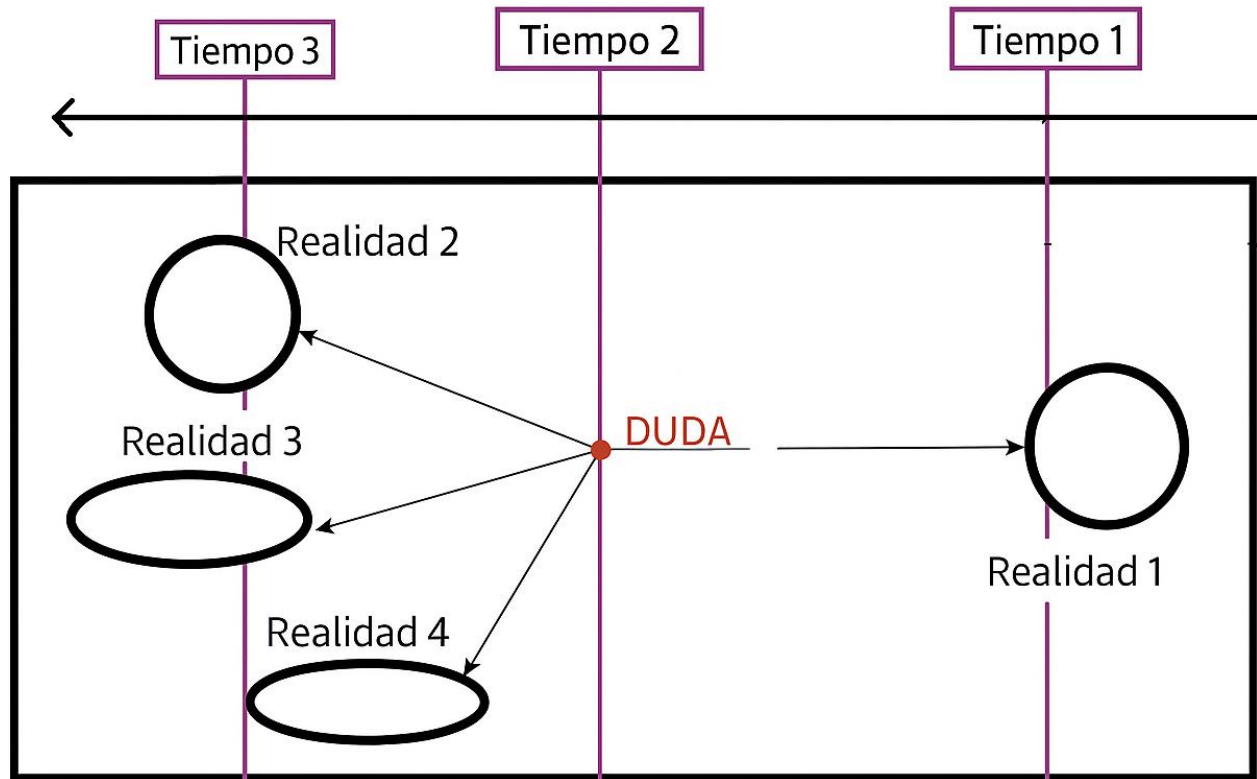 Tiempo 3
Tiempo 2
Tiempo 1
Realidad 2
Realidad 3
DUDA
Realidad 1
Realidad 4